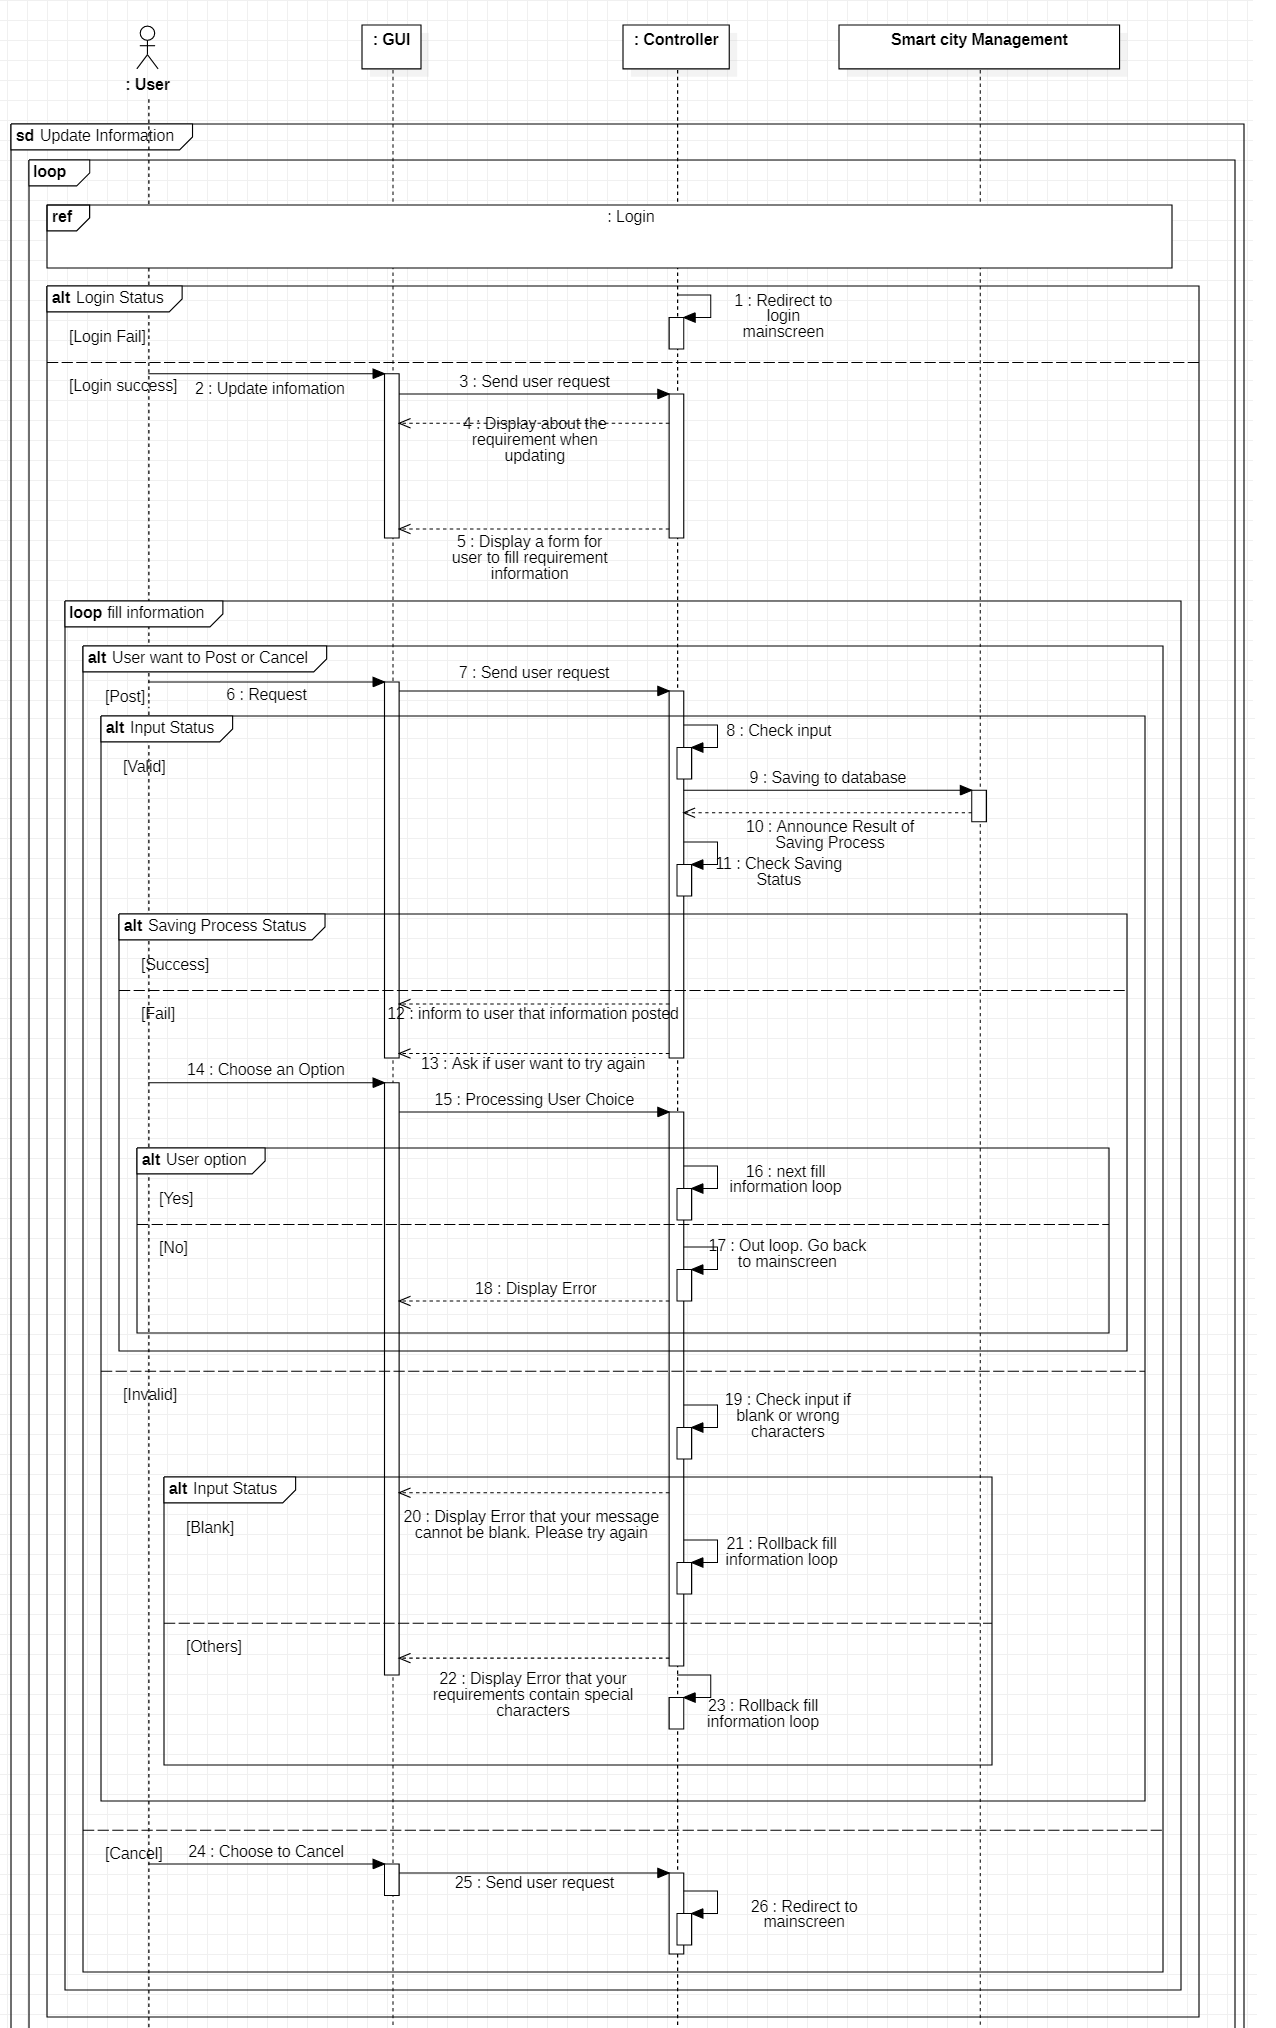 : User
: GUI
: Controller
Smart city Management
sd Update Information
loop
ref
: Login
alt Login Status
1 : Redirect to
login
mainscreen
[Login Fail]
[Login success]
2 : Update infomation
3 : Send user request
4 : Display about the
requirement when
updating
5 : Display a form for
user to fill requirement
information
loop fill information
alt User want to Post or Cancel
[Post]
6 : Request
7 : Send user request
alt Input Status
8 : Check input
[Valid]
9 : Saving to database
10 : Announce Result of
Saving Process
11 : Check Saving
Status
alt Saving Process Status
[Success]
[Fail]
12 : inform to user that information posted
13 : Ask if user want to try again
14 : Choose an Option
15 : Processing User Choice
alt User option
16 : next fill
information loop
[Yes]
[No]
17 : Out loop. Go back
to mainscreen
18 : Display Error
[Invalid]
19 : Check input if
blank or wrong
characters
alt Input Status
20 : Display Error that your message
cannot be blank. Please try again
[Blank]
21 : Rollback fill
information loop
[Others]
22 : Display Error that your
requirements contain special
characters
23 : Rollback fill
information loop
[Cancel]
24 : Choose to Cancel
25 : Send user request
26 : Redirect to
mainscreen